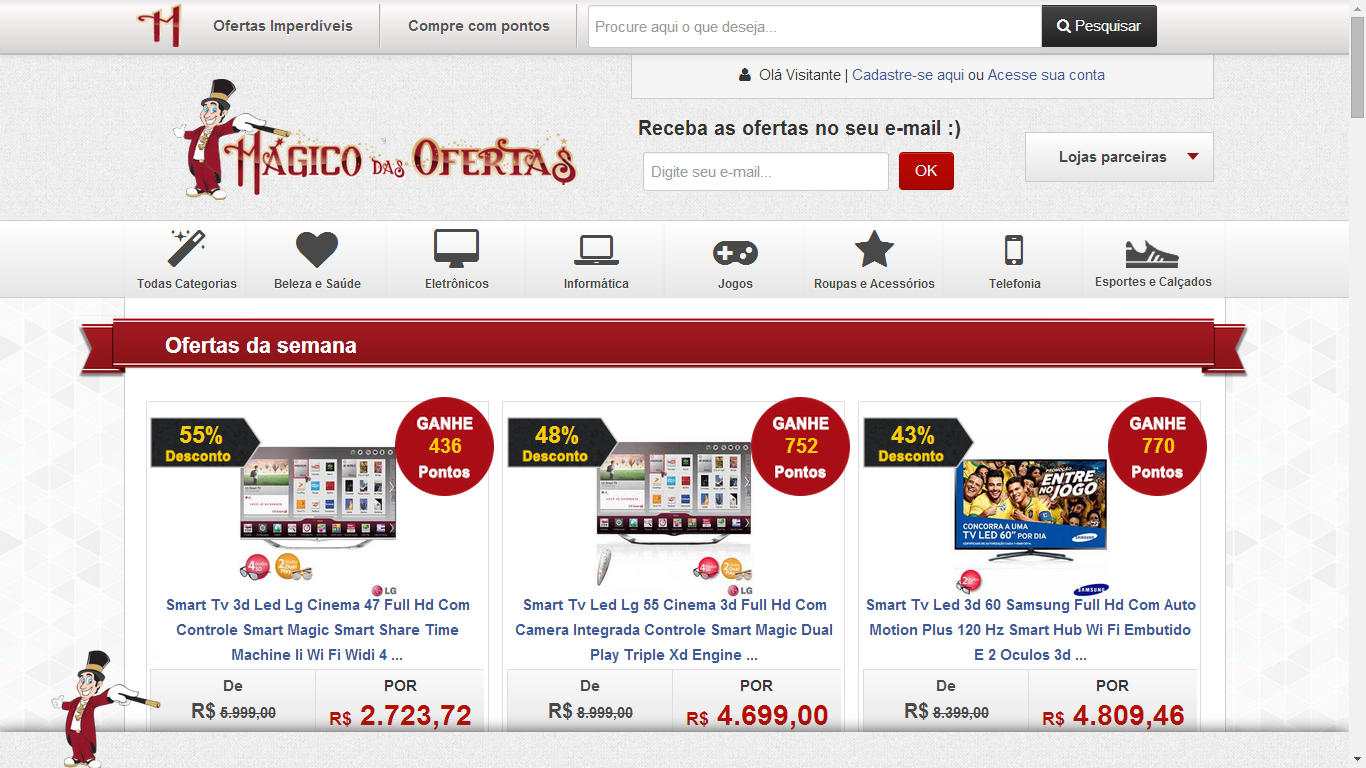 Ofertas Imperdíveis
Compre com pontos
Procure aqui o que deseja...
Pesquisar
Olá Visitante | Cadastre-se aqui ou Acesse sua conta
MÁGICO DAS OFERTAS
Receba as ofertas no seu e-mail :)
Digite seu e-mail...
OK
Lojas parceiras
Todas Categorias
Beleza e Saúde
Eletrônicos
Informática
Jogos
Roupas e Acessórios
Telefonia
Esportes e Calçados
Ofertas da semana
55%
Desconto
GANHE
436
Pontos
LG
Smart Tv 3d Led Lg Cinema 47 Full Hd Com
Controle Smart Magic Smart Share Time
Machine Ii Wi Fi Widi 4 ...
De
R$ 5.999,00
POR
R$ 2.723,72
48%
Desconto
GANHE
752
Pontos
LG
Smart Tv Led Lg 55 Cinema 3d Full Hd Com
Camera Integrada Controle Smart Magic Dual
Play Triple Xd Engine ...
De
R$ 8.999,00
POR
R$ 4.699,00
43%
Desconto
GANHE
770
Pontos
PROMOÇÃO
ENTRE
NO JOGO
CONCORRA A UMA
TV LED 60" POR DIA
SAMSUNG
SAMSUNG
Smart Tv Led 3d 60 Samsung Full Hd Com Auto
Motion Plus 120 Hz Smart Hub Wi Fi Embutido
E 2 Oculos 3d ...
De
R$ 8.399,00
POR
R$ 4.809,46